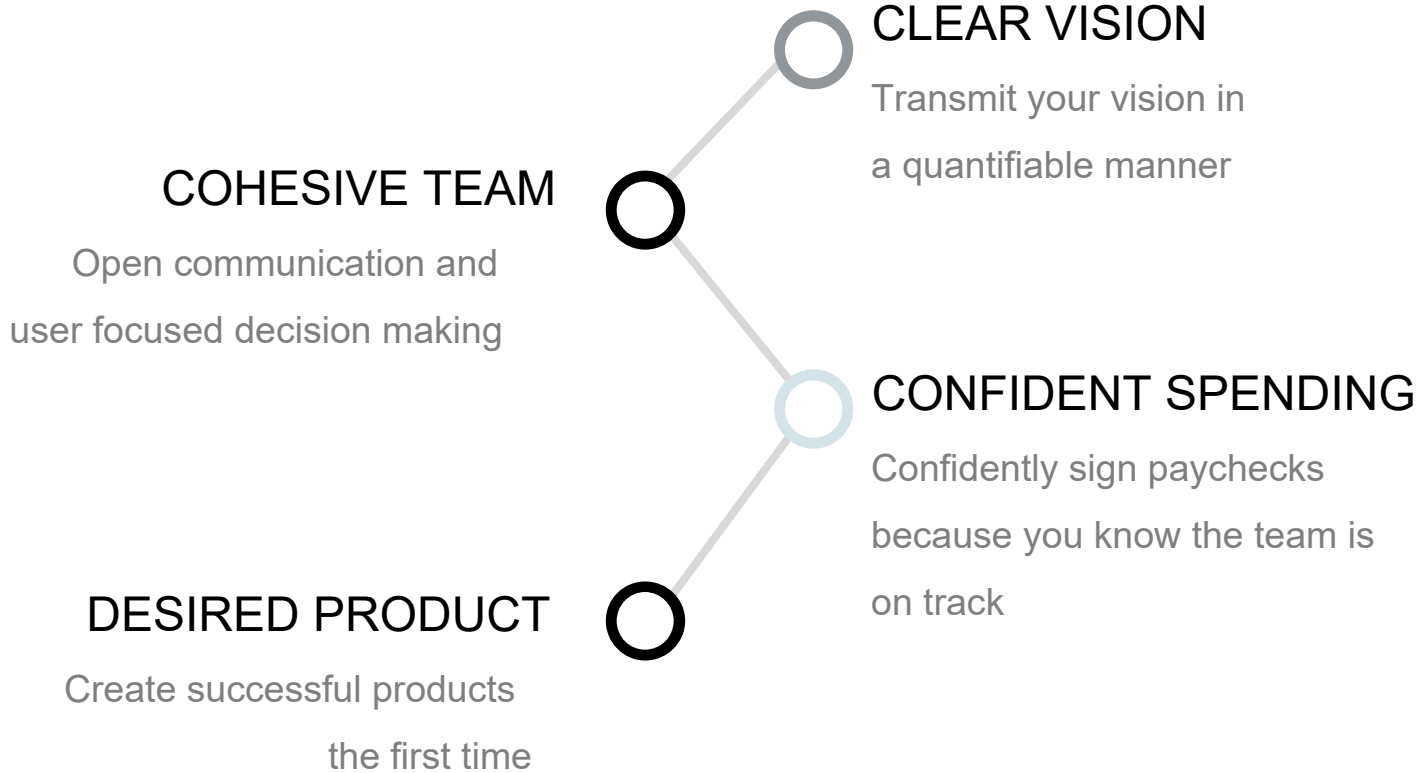 CLEAR VISION
Transmit your vision in
a quantifiable manner
COHESIVE TEAM
Open communication and
user focused decision making
CONFIDENT SPENDING
Confidently sign paychecks
because you know the team is
on track
DESIRED PRODUCT
Create successful products
the first time